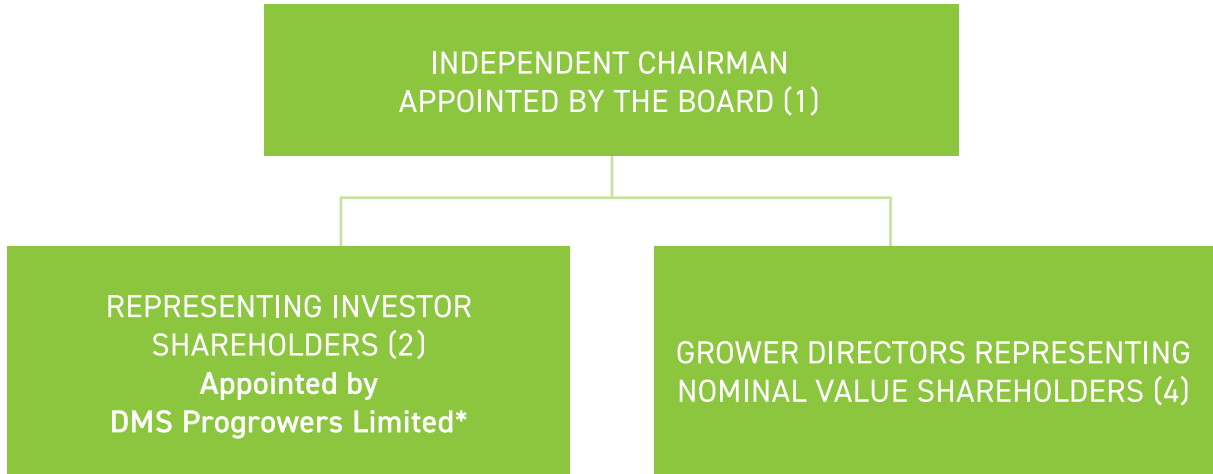 INDEPENDENT CHAIRMAN
APPOINTED BY THE BOARD (1)
REPRESENTING INVESTOR
SHAREHOLDERS (2)
Appointed by
DMS Progrowers Limited*
GROWER DIRECTORS REPRESENTING
NOMINAL VALUE SHAREHOLDERS (4)